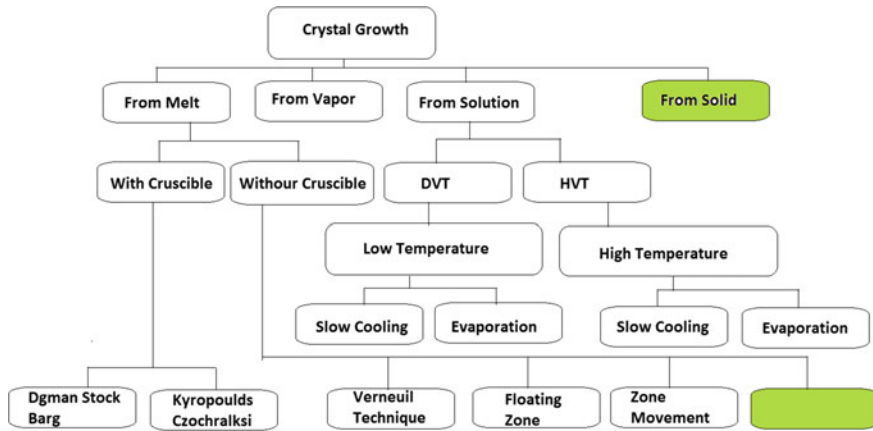 Crystal Growth
From Melt
From Vapor
From Solution
From Solid
With Cruscible
Withour Cruscible
DVT
HVT
Low Temperature
High Temperature
Slow Cooling
Evaporation
Slow Cooling
Evaporation
Dgman Stock
Barg
Kyropoulds
Czochralksi
Verneuil
Technique
Floating
Zone
Zone
Movement